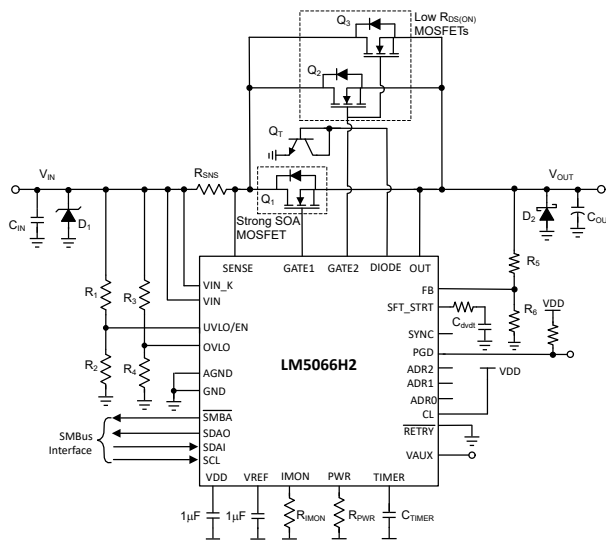 Q3
Low RDS(ON)
MOSFETs
Q2
QT
VIN
RSNS
VOUT
Q1
CIN
D1
Strong SOA
MOSFET
D2
COU
SENSE
GATE1
GATE2
DIODE
OUT
R5
R1
R3
VIN_K
VIN
FB
VDD
SFT_STRT
Cdvdt
R6
UVLO/EN
SYNC
OVLO
PGD
R2
R4
LM5066H2
AGND
ADR2
VDD
GND
ADR1
ADR0
SMBA
CL
SMBus
Interface
SDAO
RETRY
SDAI
SCL
VAUX
VDD
VREF
IMON
PWR
TIMER
1µF
1µF
RIMON
RPWR
CTIMER